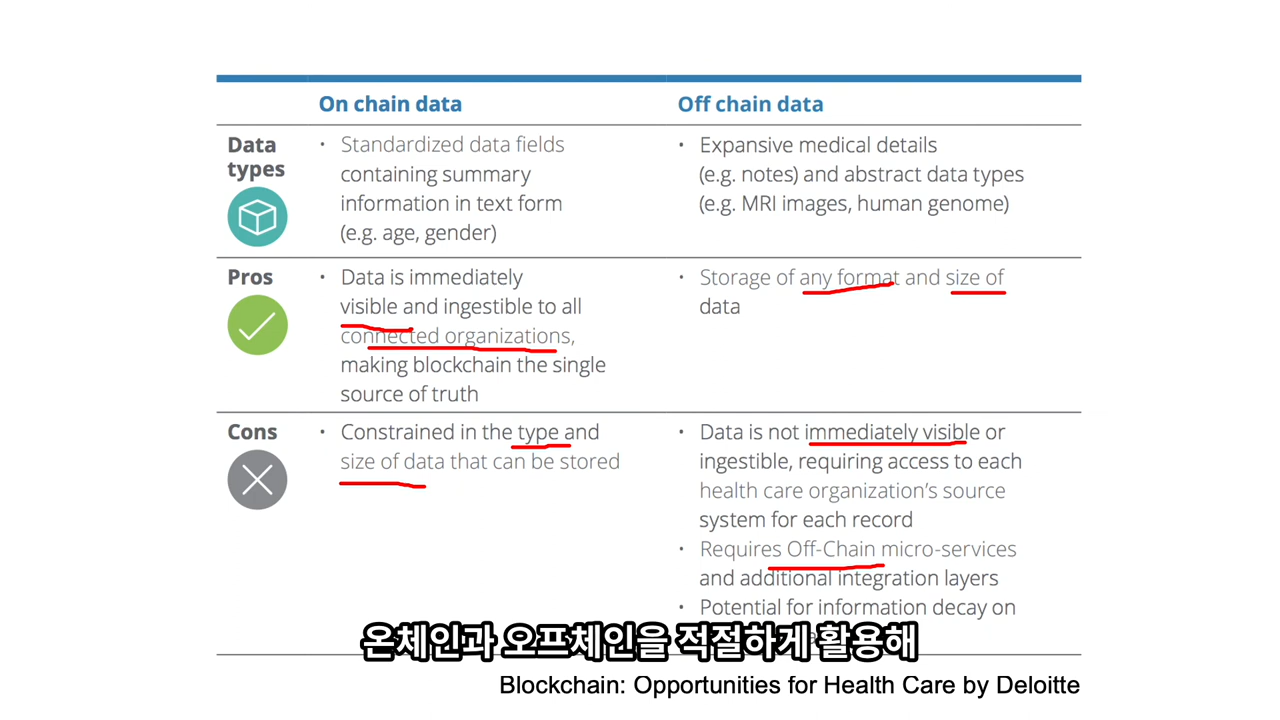 On chain data
Off chain data
Data
types
• Standardized data fields
containing summary
information in text form
(e.g. age, gender)
• Expansive medical details
(e.g. notes) and abstract data types
(e.g. MRI images, human genome)
Pros
• Data is immediately
visible and ingestible to all
connected organizations,
making blockchain the single
source of truth
• Storage of any format and size of
data
Cons
• Constrained in the type and
size of data that can be stored
• Data is not immediately visible or
ingestible, requiring access to each
health care organization’s source
system for each record
• Requires Off-Chain micro-services
and additional integration layers
• Potential for information decay on
온체인과 오프체인을 적절하게 활용해
Blockchain: Opportunities for Health Care by Deloitte